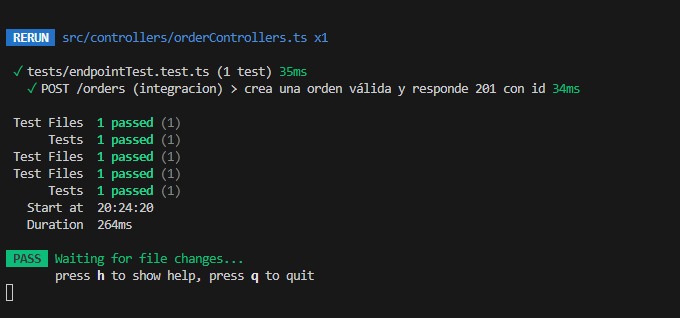 RERUN src/controllers/orderControllers.ts x1
✓ tests/endpointTest.test.ts (1 test) 35ms
✓ POST /orders (integracion) > crea una orden válida y responde 201 con id 34ms
Test Files 1 passed (1)
Tests 1 passed (1)
Test Files 1 passed (1)
Test Files 1 passed (1)
Tests 1 passed (1)
Start at 20:24:20
Duration 264ms
PASS Waiting for file changes...
press h to show help, press q to quit